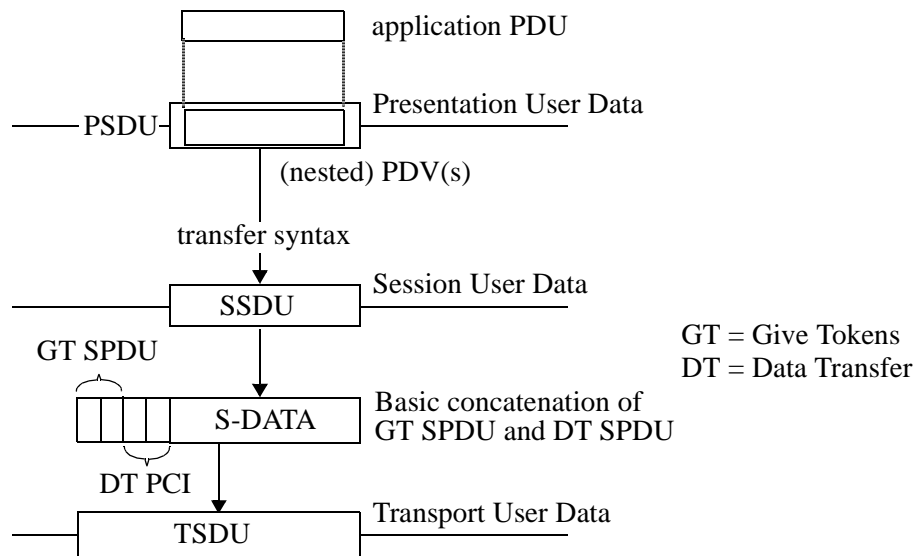 application PDU
Presentation User Data
PSDU
(nested) PDV(s)
transfer syntax
Session User Data
SSDU
GT = Give Tokens
DT = Data Transfer
GT SPDU
S-DATA
Basic concatenation of
GT SPDU and DT SPDU
DT PCI
Transport User Data
TSDU